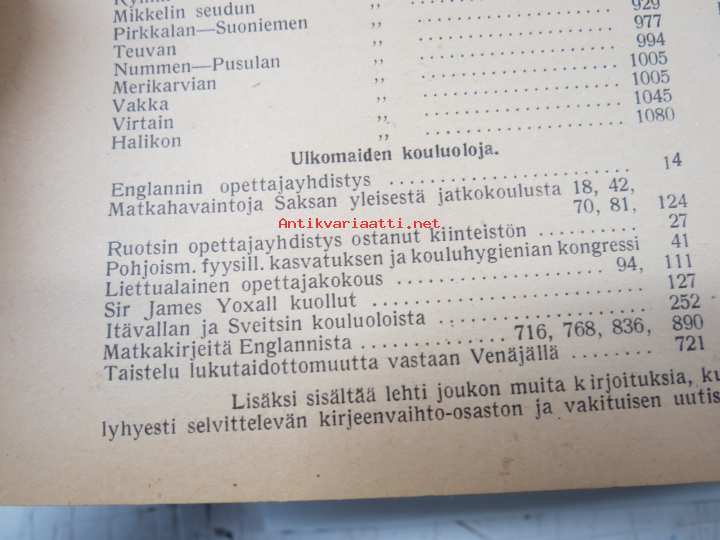 Mikkelin seudun ,,
Pirkkalan—Suoniemen ,, ........ 929
Teuvan ,, ........ 977
Nummen—Pusulan ,, ........ 994
Merikarvian ,, ........ 1005
Vakka ,, ........ 1005
Virtain ,, ........ 1045
Halikon ,, ........ 1080
Ulkomaiden kouluoloja.
Englannin opettajayhdistys ........ 14
Matkahavaintoja Saksan yleisestä jatkokoulusta 18, 42,
70, 81, 124
Antikvariaatti.net
Ruotsin opettajayhdistys ostanut kiinteistön ........ 27
Pohjoism. fyysill. kasvatuksen ja kouluhygienian kongressi 41
Liettualainen opettajakokous ........ 94, 111
Sir James Yoxall kuollut ........ 127
Itävallan ja Sveitsin kouluoloista ........ 252
Matkakirjeitä Englannista ........ 716, 768, 836, 890
Taistelu lukutaidottomuutta vastaan Venäjällä ........ 721
Lisäksi sisältää lehti joukon muita kirjoituksia, ku
lyhyesti selvittelevän kirjeenvaihto-osaston ja vakituisen uutis